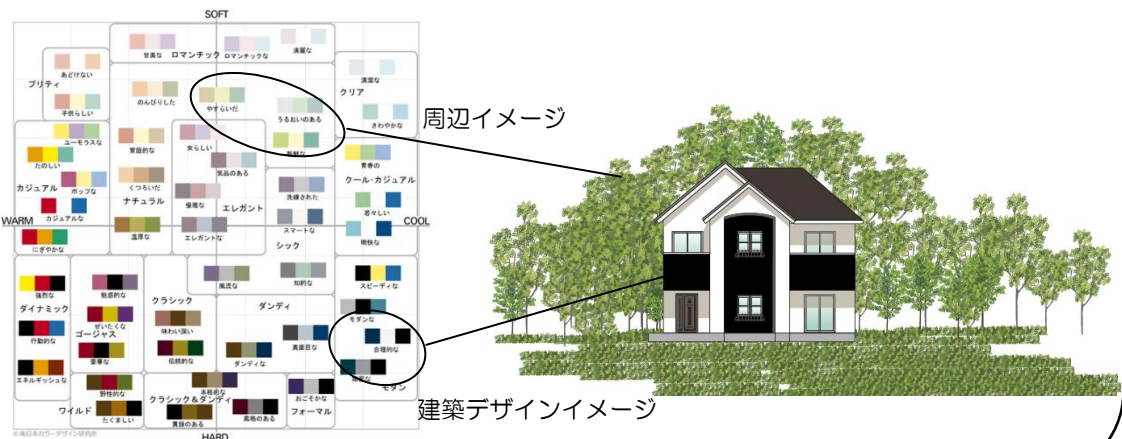 SOFT
甘美な
ロマンチック
ロマンチックな
清麗な
あどけない
プリティ
子供らしい
のんびりした
やすらいだ
うるおいのある
清潔な
クリア
さわやかな
周辺イメージ
ユーモラスな
たのしい
カジュアル
ポップな
カジュアルな
家庭的な
くつろいだ
ナチュラル
温厚な
女らしい
気品のある
優雅な
エレガント
エレガントな
新鮮な
洗練された
スマートな
シック
青春の
クール・カジュアル
若々しい
明快な
WARM
COOL
にぎやかな
強烈な
ダイナミック
行動的な
エネルギッシュな
魅惑的な
ぜいたくな
ゴージャス
豪華な
クラシック
味わい深い
伝統的な
風流な
知的な
ダンディ
真面目な
ダンディな
スピーディな
モダンな
合理的な
モダン
野性的な
ワイルド
たくましい
本格的な
クラシック&ダンディ
貫録のある
風格のある
おごそかな
フォーマル
建築デザインイメージ
HARD